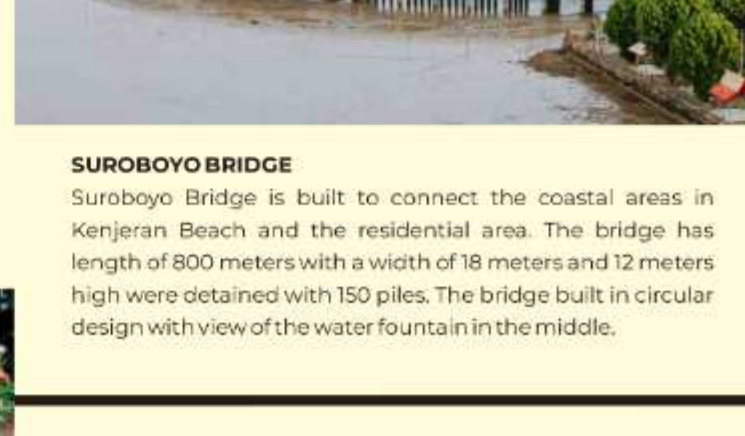 SUROBOYO BRIDGE
Suroboyo Bridge is built to connect the coastal areas in
Kenjeran Beach and the residential area. The bridge has
length of 800 meters with a width of 18 meters and 12 meters
high were detained with 150 piles. The bridge built in circular
design with view of the water fountain in the middle.